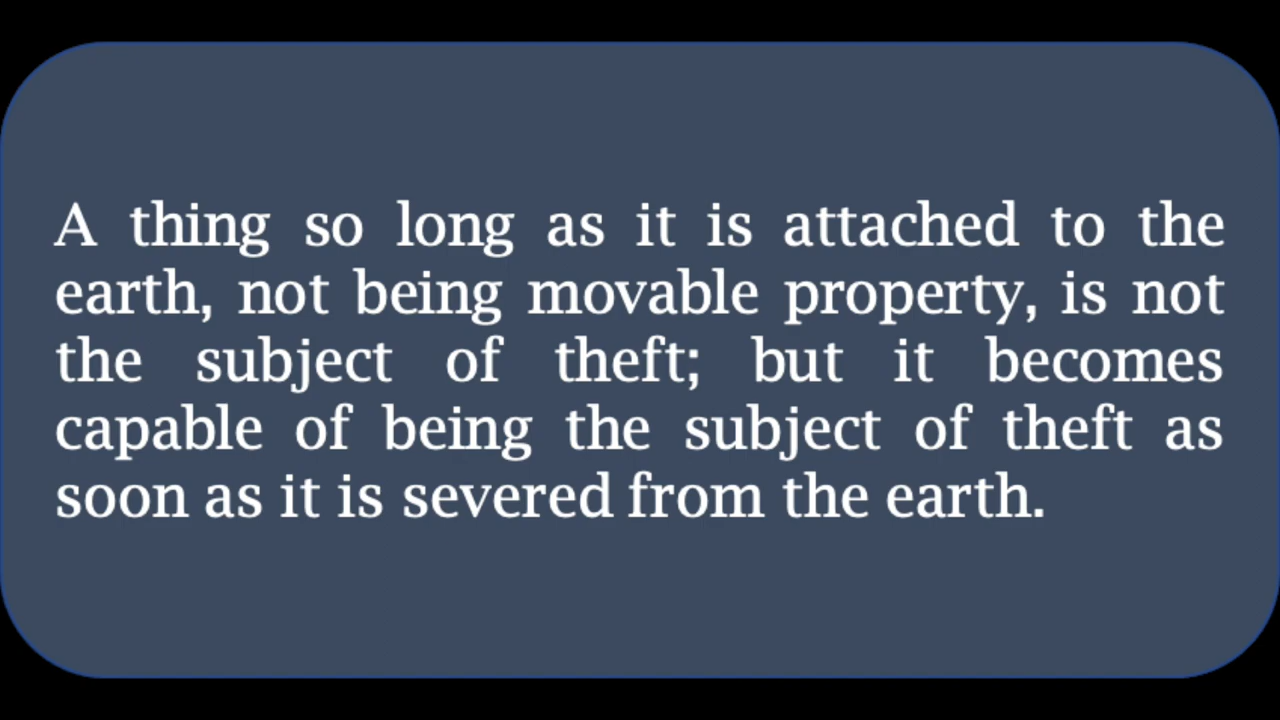 A thing so long as it is attached to the
earth, not being movable property, is not
the subject of theft; but it becomes
capable of being the subject of theft as
soon as it is severed from the earth.